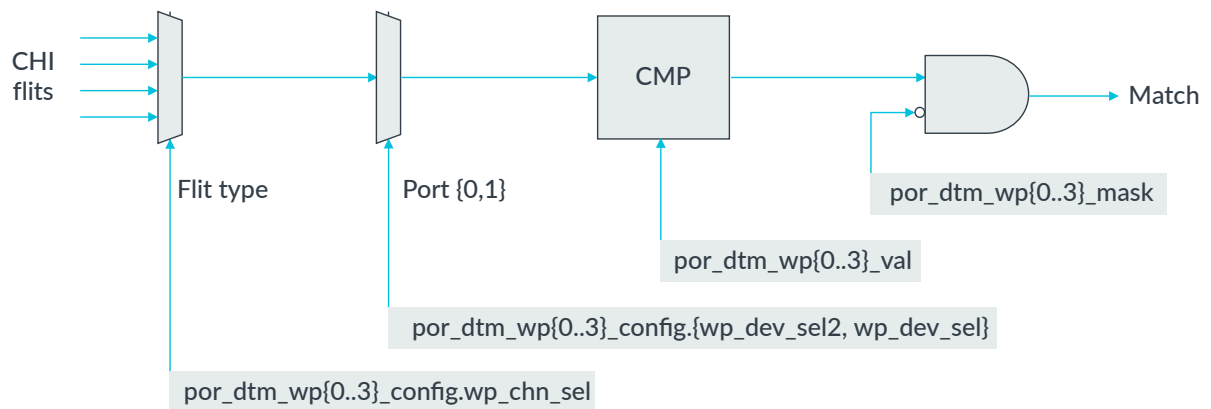 CHI
flits
CMP
Match
Flit type
Port {0,1}
por_dtm_wp{0..3}_mask
por_dtm_wp{0..3}_val
por_dtm_wp{0..3}_config.{wp_dev_sel2, wp_dev_sel}
por_dtm_wp{0..3}_config.wp_chn_sel